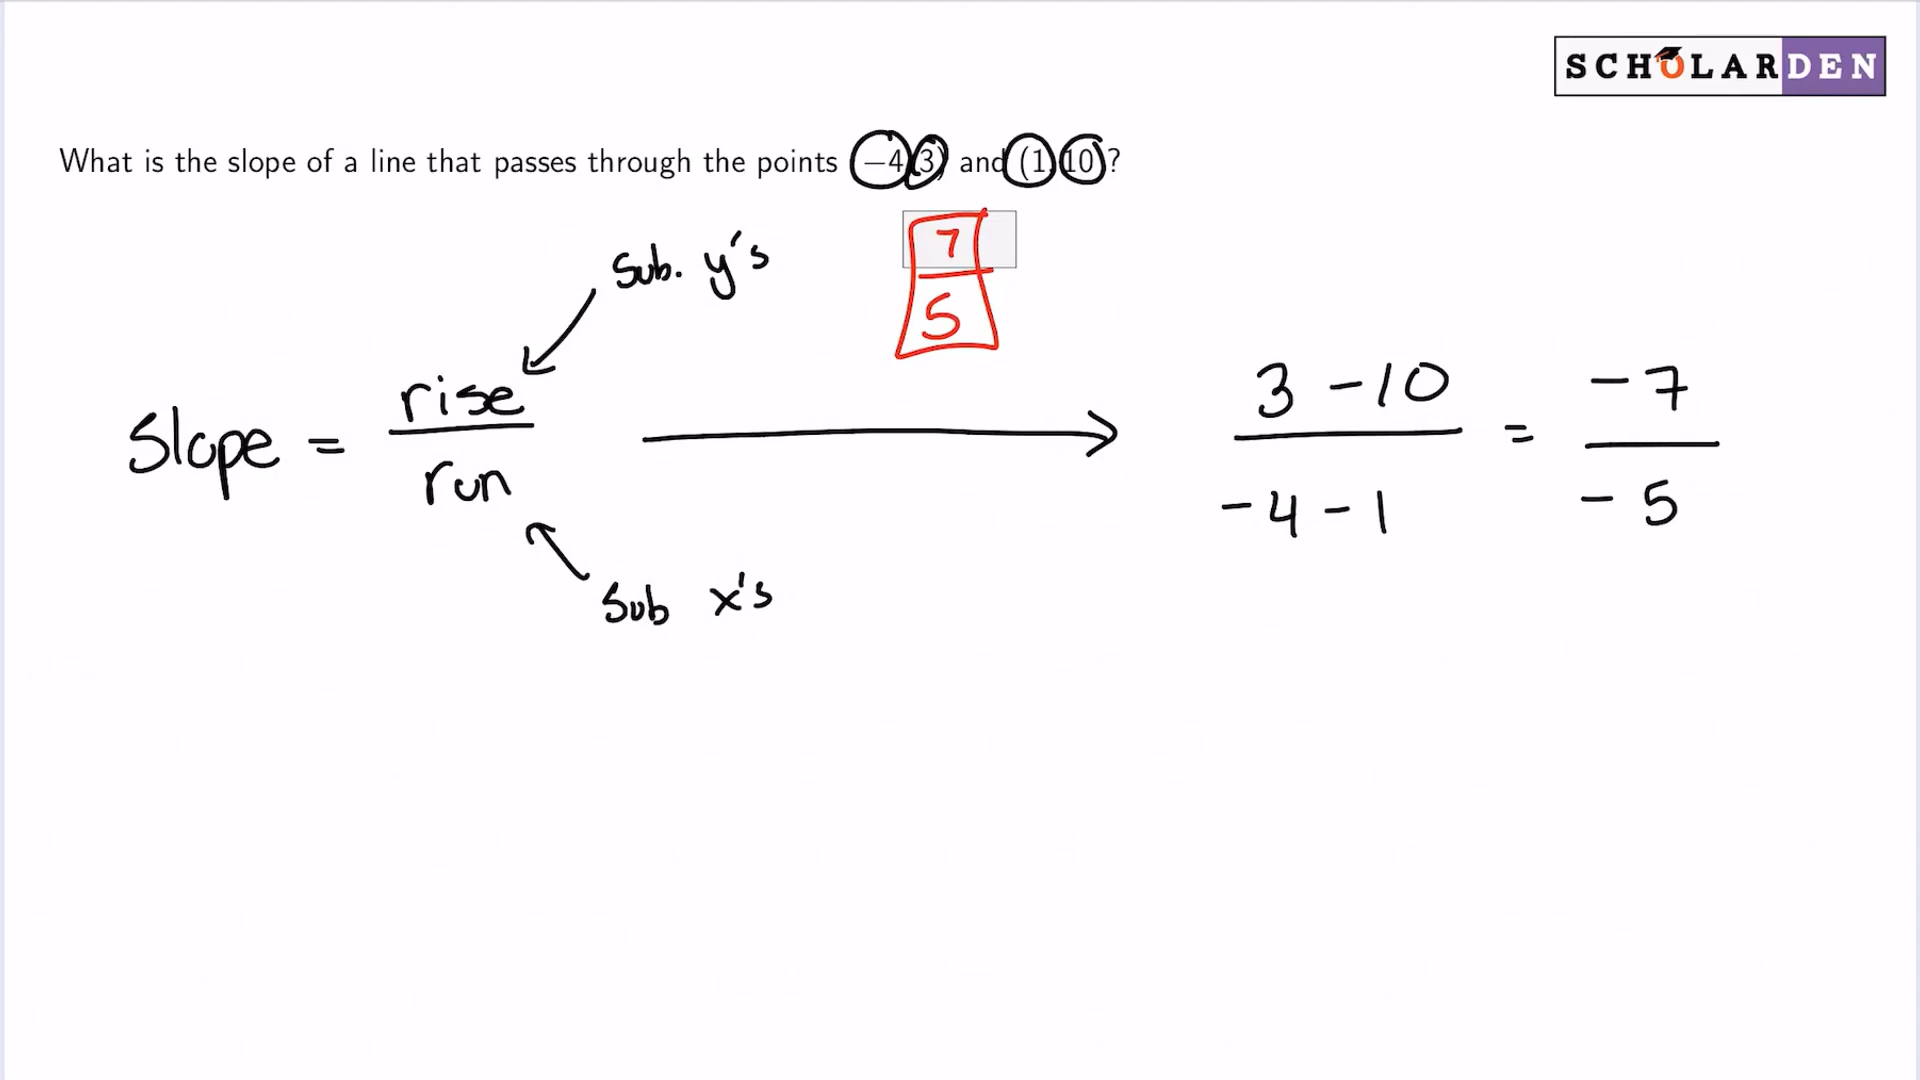 SCHOLARDEN
What is the slope of a line that passes through the points (−4, 3) and (1, 10)?
Sub. y's
7
5
Slope = rise
run
3 - 10
-4 - 1
= -7
-5
Sub x's